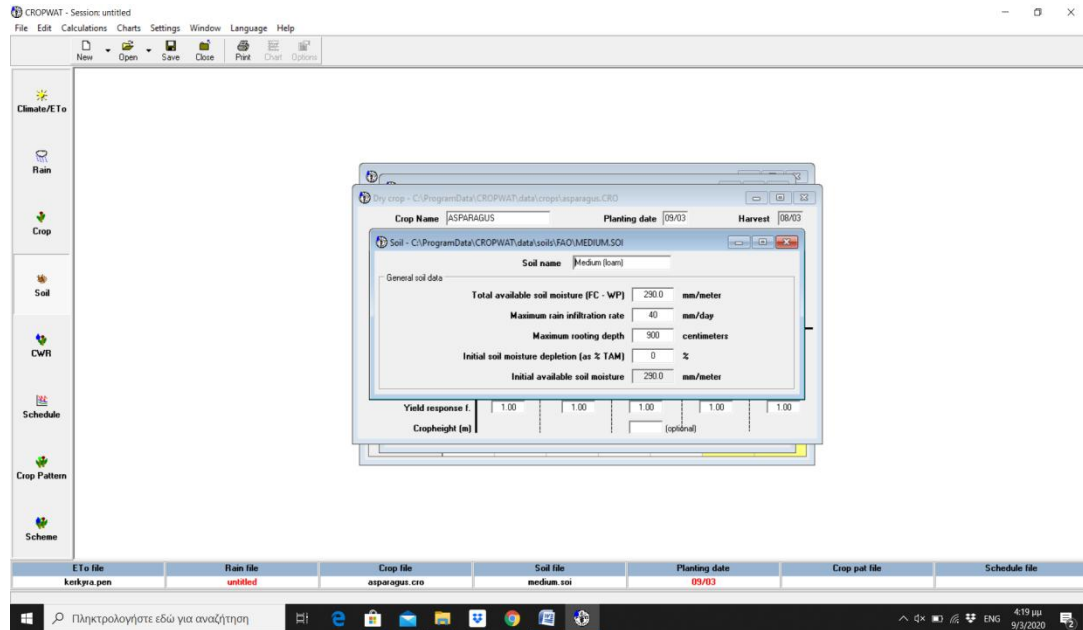 CROPWAT - Session: untitled
File Edit Calculations Charts Settings Window Language Help
New Open Save Close Print Chart Options
Climate/ETo
Rain
Crop
Soil
CWR
Schedule
Crop Pattern
Scheme
Dry crop - C:\ProgramData\CROPWAT\data\crops\asparagus.CRO
Crop Name ASPARAGUS Planting date 09/03 Harvest 08/03
Soil - C:\ProgramData\CROPWAT\data\soils\FAO\MEDIUM.SOI
Soil name Medium (loam)
General soil data
Total available soil moisture (FC - WP) 290.0 mm/meter
Maximum rain infiltration rate 40 mm/day
Maximum rooting depth 900 centimeters
Initial soil moisture depletion (as % TAM) 0 %
Initial available soil moisture 290.0 mm/meter
Yield response f. 1.00 1.00 1.00 1.00 1.00
Cropheight (m) (optional)
ETo file Rain file Crop file Soil file Planting date Crop pat file Schedule file
kerkyra.pen untitled asparagus.cro medium.soi 09/03
Πληκτρολογήστε εδώ για αναζήτηση
ENG 4:19 μμ
9/3/2020
2